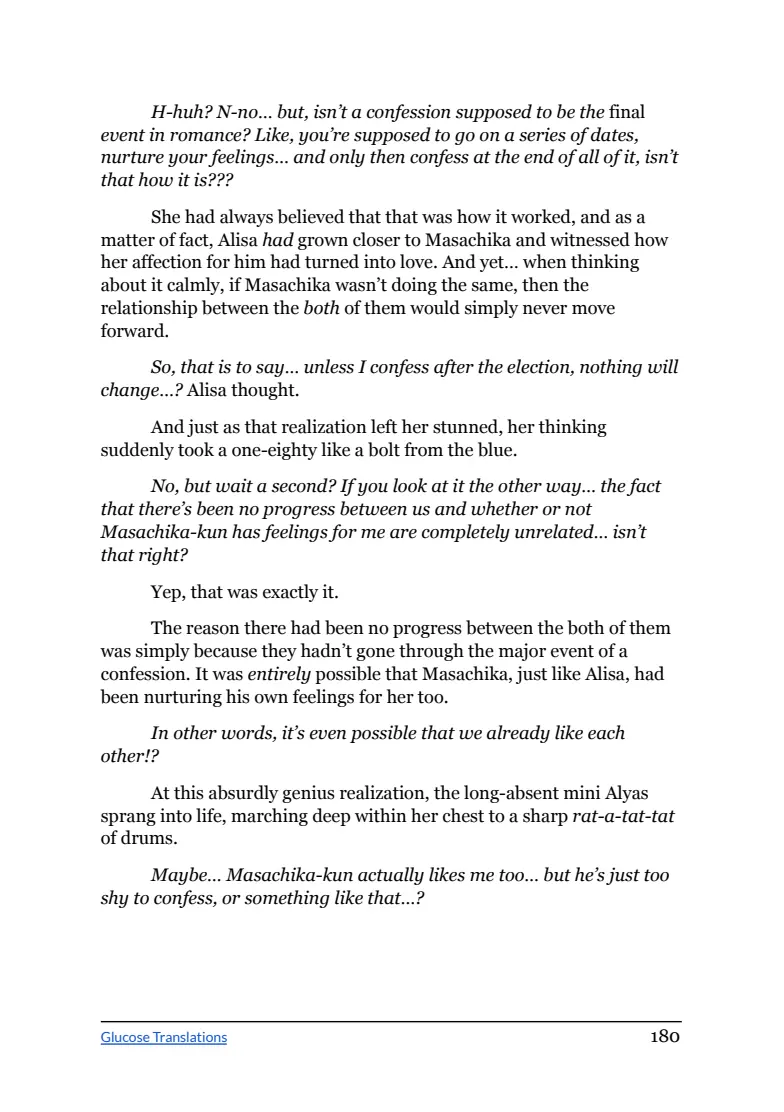 H-huh? N-no… but, isn’t a confession supposed to be the final
event in romance? Like, you’re supposed to go on a series of dates,
nurture your feelings… and only then confess at the end of all of it, isn’t
that how it is???
She had always believed that that was how it worked, and as a
matter of fact, Alisa had grown closer to Masachika and witnessed how
her affection for him had turned into love. And yet… when thinking
about it calmly, if Masachika wasn’t doing the same, then the
relationship between the both of them would simply never move
forward.
So, that is to say… unless I confess after the election, nothing will
change…? Alisa thought.
And just as that realization left her stunned, her thinking
suddenly took a one-eighty like a bolt from the blue.
No, but wait a second? If you look at it the other way… the fact
that there’s been no progress between us and whether or not
Masachika-kun has feelings for me are completely unrelated… isn’t
that right?
Yep, that was exactly it.
The reason there had been no progress between the both of them
was simply because they hadn’t gone through the major event of a
confession. It was entirely possible that Masachika, just like Alisa, had
been nurturing his own feelings for her too.
In other words, it’s even possible that we already like each
other!?
At this absurdly genius realization, the long-absent mini Alyas
sprang into life, marching deep within her chest to a sharp rat-a-tat-tat
of drums.
Maybe… Masachika-kun actually likes me too… but he’s just too
shy to confess, or something like that…?
Glucose Translations
180